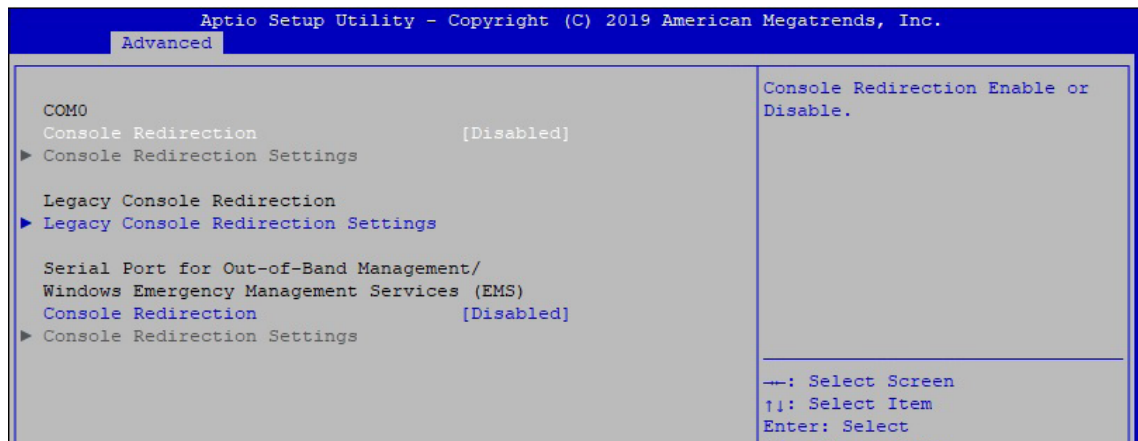 Aptio Setup Utility – Copyright (C) 2019 American Megatrends, Inc.
Advanced
COM0
Console Redirection [Disabled]
► Console Redirection Settings
Legacy Console Redirection
► Legacy Console Redirection Settings
Serial Port for Out-of-Band Management/
Windows Emergency Management Services (EMS)
Console Redirection [Disabled]
► Console Redirection Settings
Console Redirection Enable or
Disable.
→←: Select Screen
↑↓: Select Item
Enter: Select